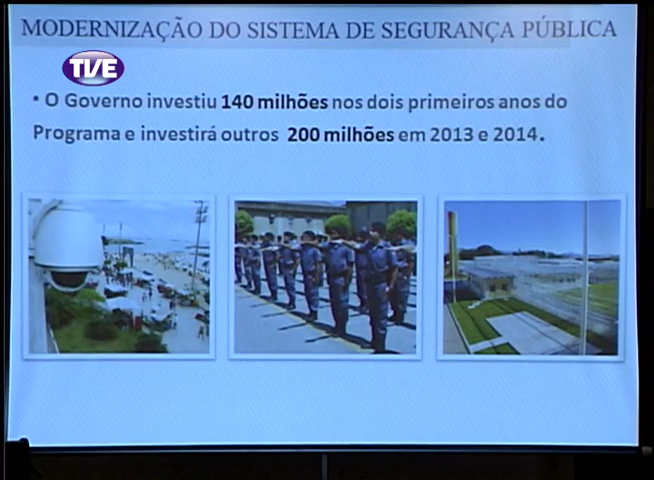 MODERNIZAÇÃO DO SISTEMA DE SEGURANÇA PÚBLICA
TVE
• O Governo investiu 140 milhões nos dois primeiros anos do
Programa e investirá outros 200 milhões em 2013 e 2014.